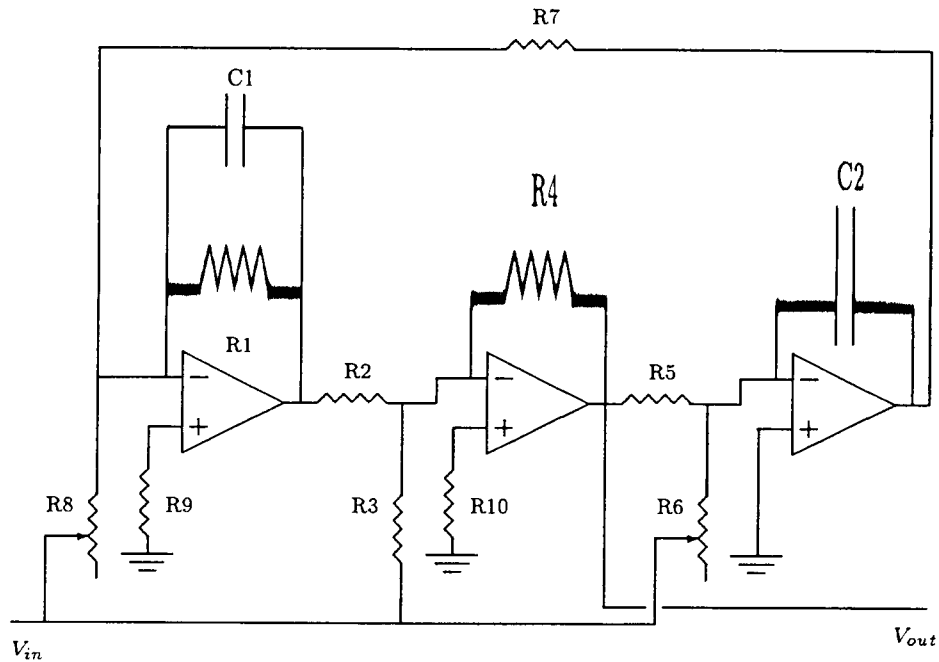 R7
C1
R4
C2
R1
R2
R5
−
−
−
+
+
+
R8
R9
R3
R10
R6
V_in
V_out